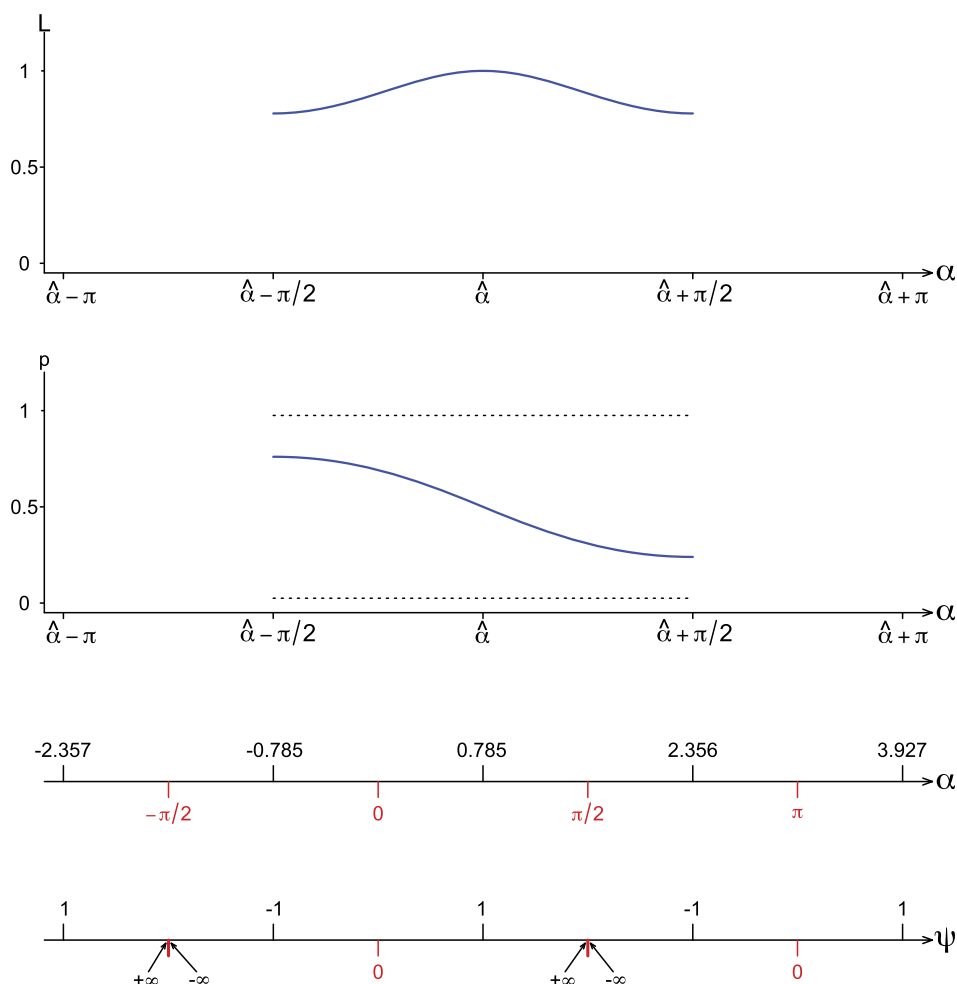 L
1
0.5
0
α
α̂ − π
α̂ − π/2
α̂
α̂ + π/2
α̂ + π
p
1
0.5
0
α
α̂ − π
α̂ − π/2
α̂
α̂ + π/2
α̂ + π
-2.357 -0.785 0.785 2.356 3.927
α
−π/2 0 π/2 π
1 -1 1 -1 1
ψ
0 0
+∞ -∞ +∞ -∞